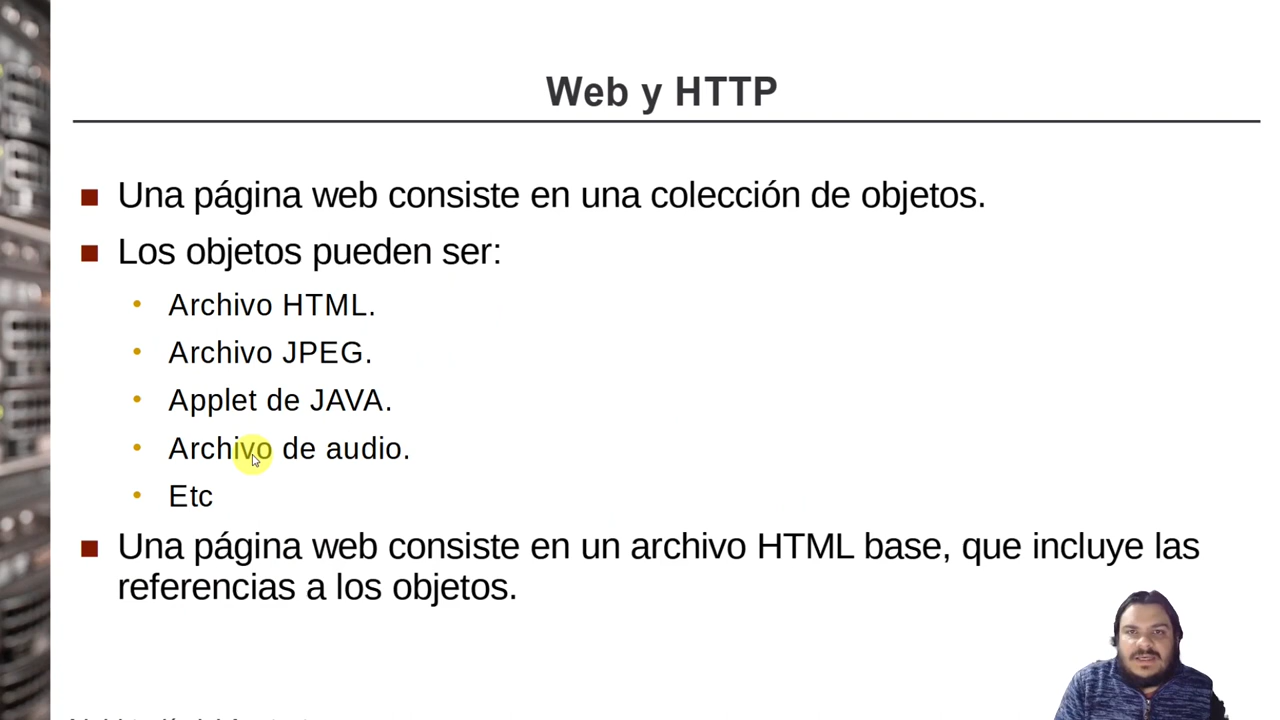 Web y HTTP
Una página web consiste en una colección de objetos.
Los objetos pueden ser:
Archivo HTML.
Archivo JPEG.
Applet de JAVA.
Archivo de audio.
Etc
Una página web consiste en un archivo HTML base, que incluye las
referencias a los objetos.